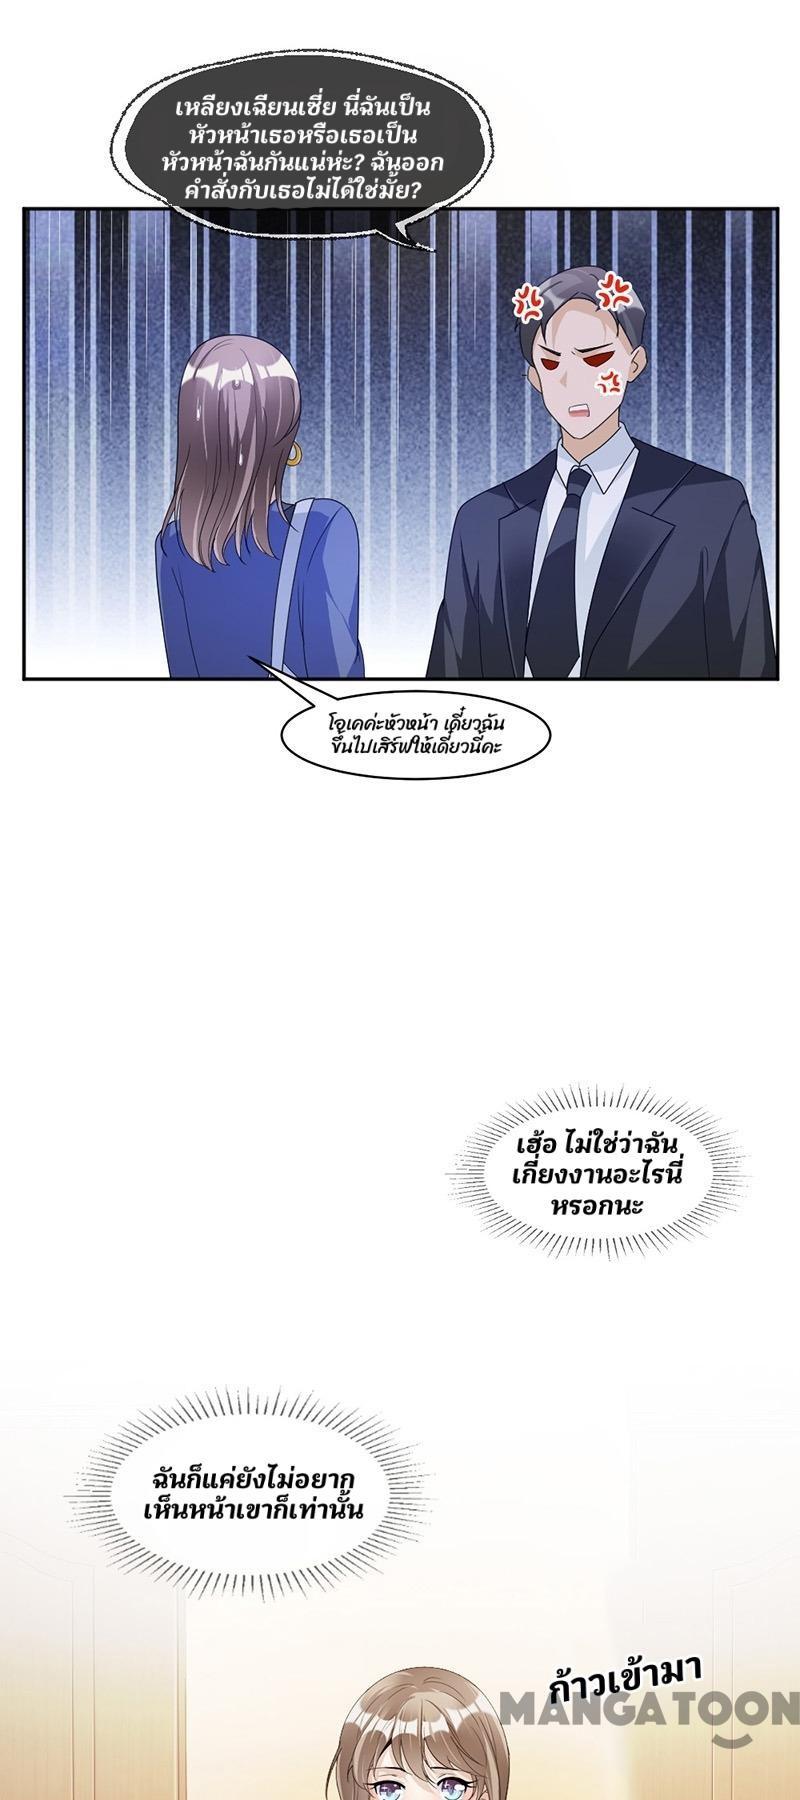 เหลียงเฉียนเซี่ย นี่ฉันเป็น
หัวหน้าเธอหรือเธอเป็น
หัวหน้าฉันกันแน่ห่ะ? ฉันออก
คำสั่งกับเธอไม่ได้ใช่มั้ย?
โอเคค่ะหัวหน้า เดี๋ยวฉัน
ขึ้นไปเสิร์ฟให้เดี๋ยวนี้คะ
เฮ้อ ไม่ใช่ว่าฉัน
เกี่ยงงานอะไรนี่
หรอกนะ
ฉันก็แค่ยังไม่อยาก
เห็นหน้าเขาก็เท่านั้น
ก้าวเข้ามา
MANGATOON